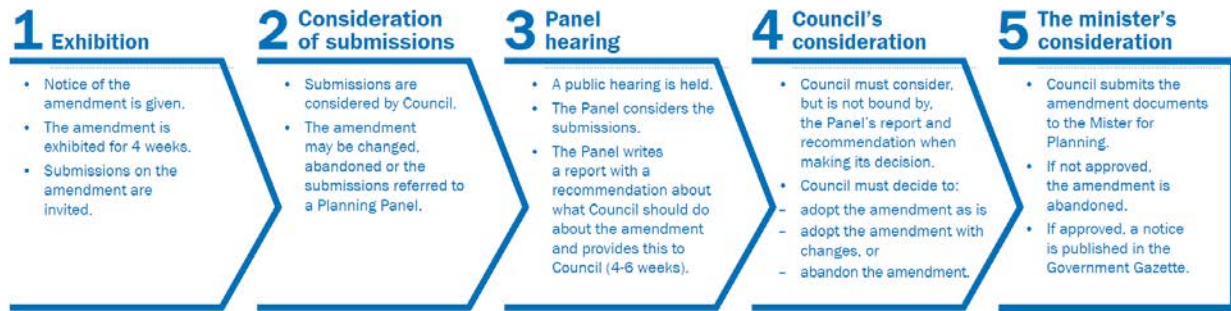 1 Exhibition
• Notice of the
amendment is given.
• The amendment is
exhibited for 4 weeks.
• Submissions on the
amendment are
invited.
2 Consideration
of submissions
• Submissions are
considered by Council.
• The amendment
may be changed,
abandoned or the
submissions referred to
a Planning Panel.
3 Panel
hearing
• A public hearing is held.
• The Panel considers the
submissions.
• The Panel writes
a report with a
recommendation about
what Council should do
about the amendment
and provides this to
Council (4-6 weeks).
4 Council's
consideration
• Council must consider,
but is not bound by,
the Panel's report and
recommendation when
making its decision.
• Council must decide to:
– adopt the amendment as is
– adopt the amendment with
changes, or
– abandon the amendment.
5 The minister's
consideration
• Council submits the
amendment documents
to the Mister for
Planning.
• If not approved,
the amendment is
abandoned.
• If approved, a notice
is published in the
Government Gazette.